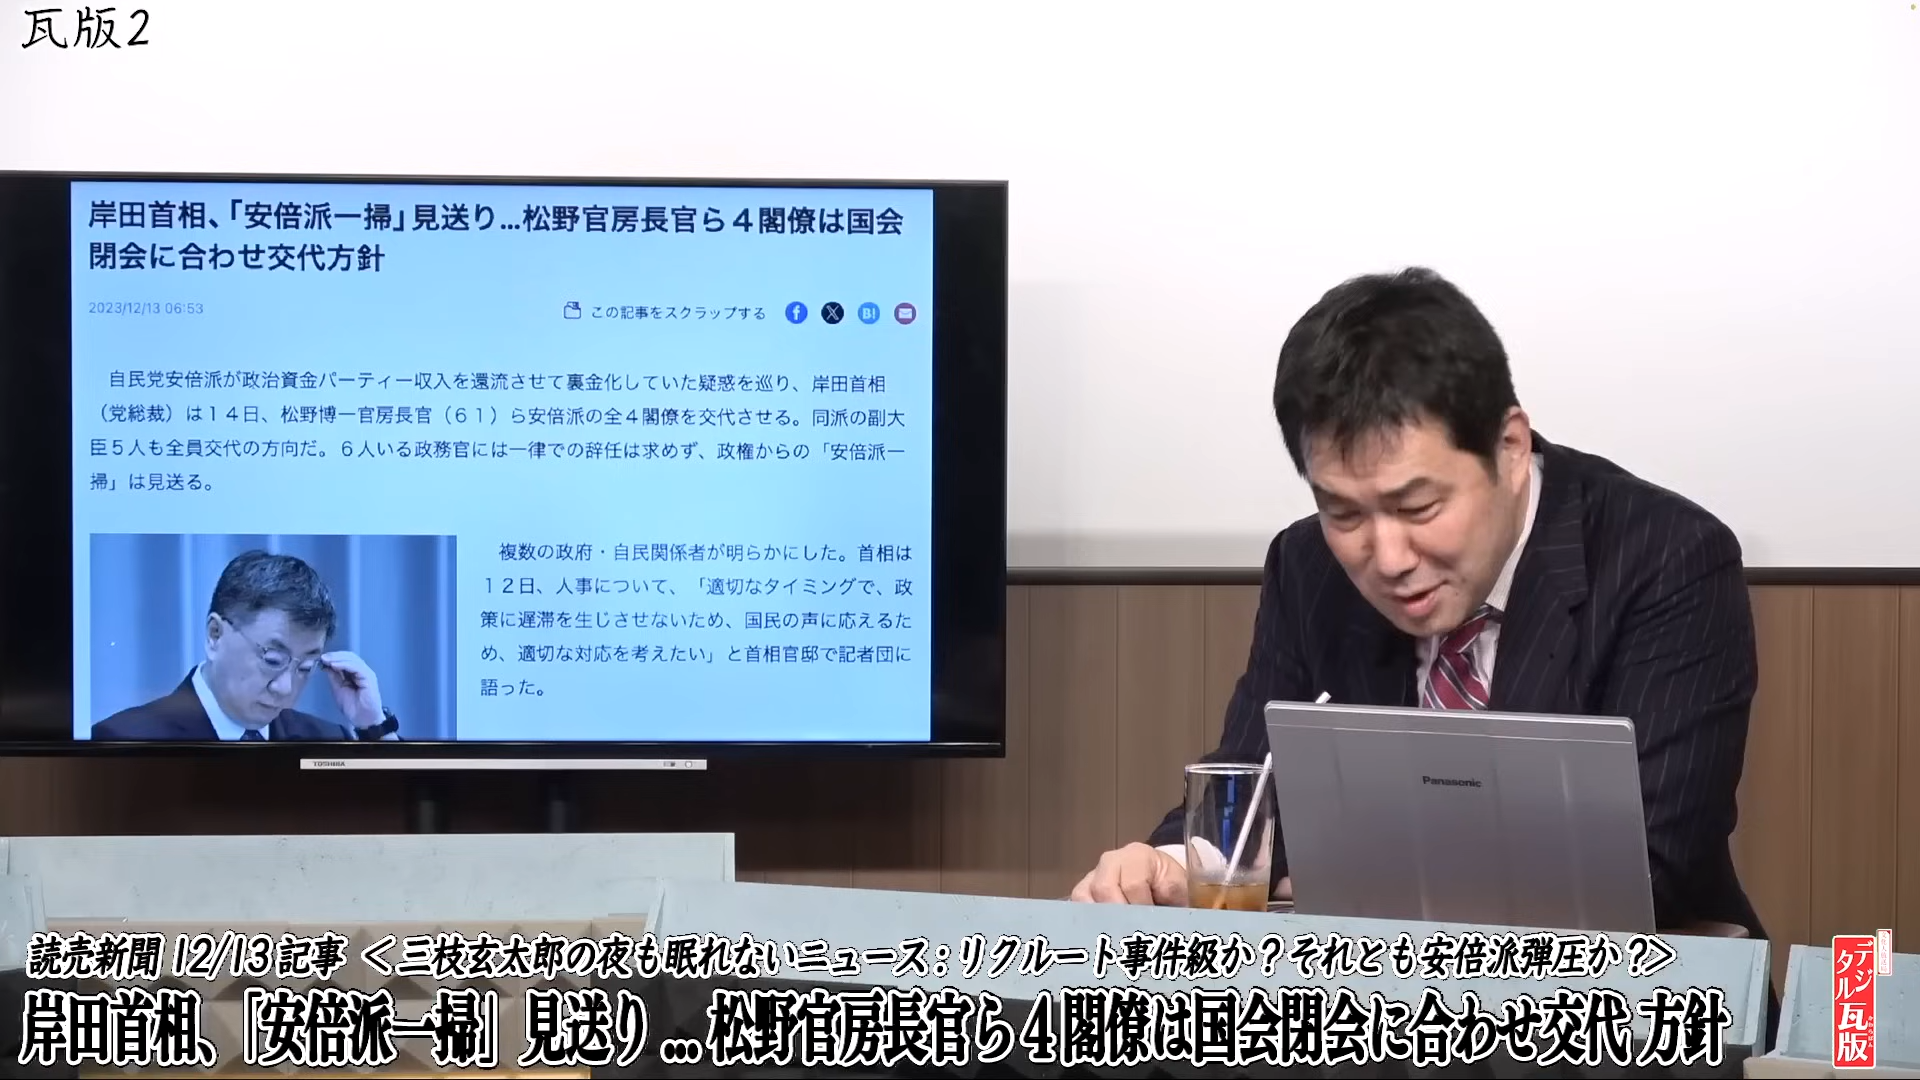 瓦版2
岸田首相、「安倍派一掃」見送り...松野官房長官ら４閣僚は国会
閉会に合わせ交代方針
2023/12/13 06:53
この記事をスクラップする
f X B!
自民党安倍派が政治資金パーティー収入を還流させて裏金化していた疑惑を巡り、岸田首相
（党総裁）は１４日、松野博一官房長官（６１）ら安倍派の全４閣僚を交代させる。同派の副大
臣５人も全員交代の方向だ。６人いる政務官には一律での辞任は求めず、政権からの「安倍派一
掃」は見送る。
複数の政府・自民関係者が明らかにした。首相は
１２日、人事について、「適切なタイミングで、政
策に遅滞を生じさせないため、国民の声に応えるた
め、適切な対応を考えたい」と首相官邸で記者団に
語った。
TOSHIBA
Panasonic
読売新聞 12/13記事 ＜三枝玄太郎の夜も眠れないニュース：リクルート事件級か？それとも安倍派弾圧か？＞
岸田首相、「安倍派一掃」見送り...松野官房長官ら４閣僚は国会閉会に合わせ交代 方針
デジタル瓦版